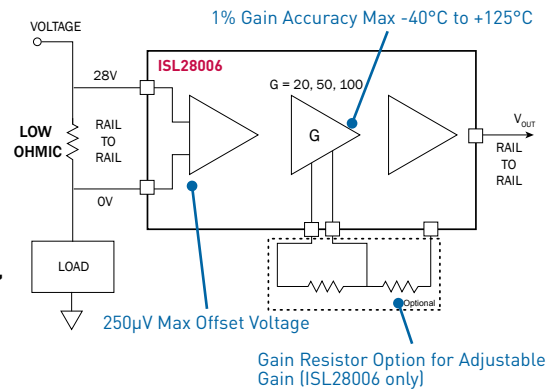 1% Gain Accuracy Max -40°C to +125°C
VOLTAGE
ISL28006
28V
G = 20, 50, 100
LOW
OHMIC
RAIL
TO
RAIL
G
VOUT
RAIL
TO
RAIL
0V
LOAD
Optional
250µV Max Offset Voltage
Gain Resistor Option for Adjustable
Gain (ISL28006 only)